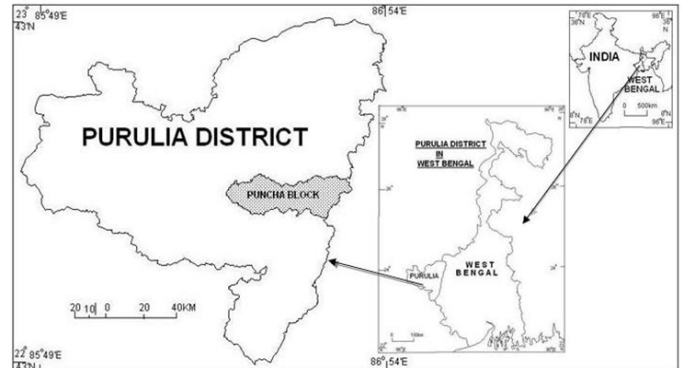 23° 85°49'E
43'N
86°54'E
PURULIA DISTRICT
PUNCHA BLOCK
20 10 0 20 40KM
22° 85°49'E
43'N
86°54'E
PURULIA DISTRICT
IN
WEST BENGAL
WEST
BENGAL
PURULIA
INDIA
WEST
BENGAL
0 500km